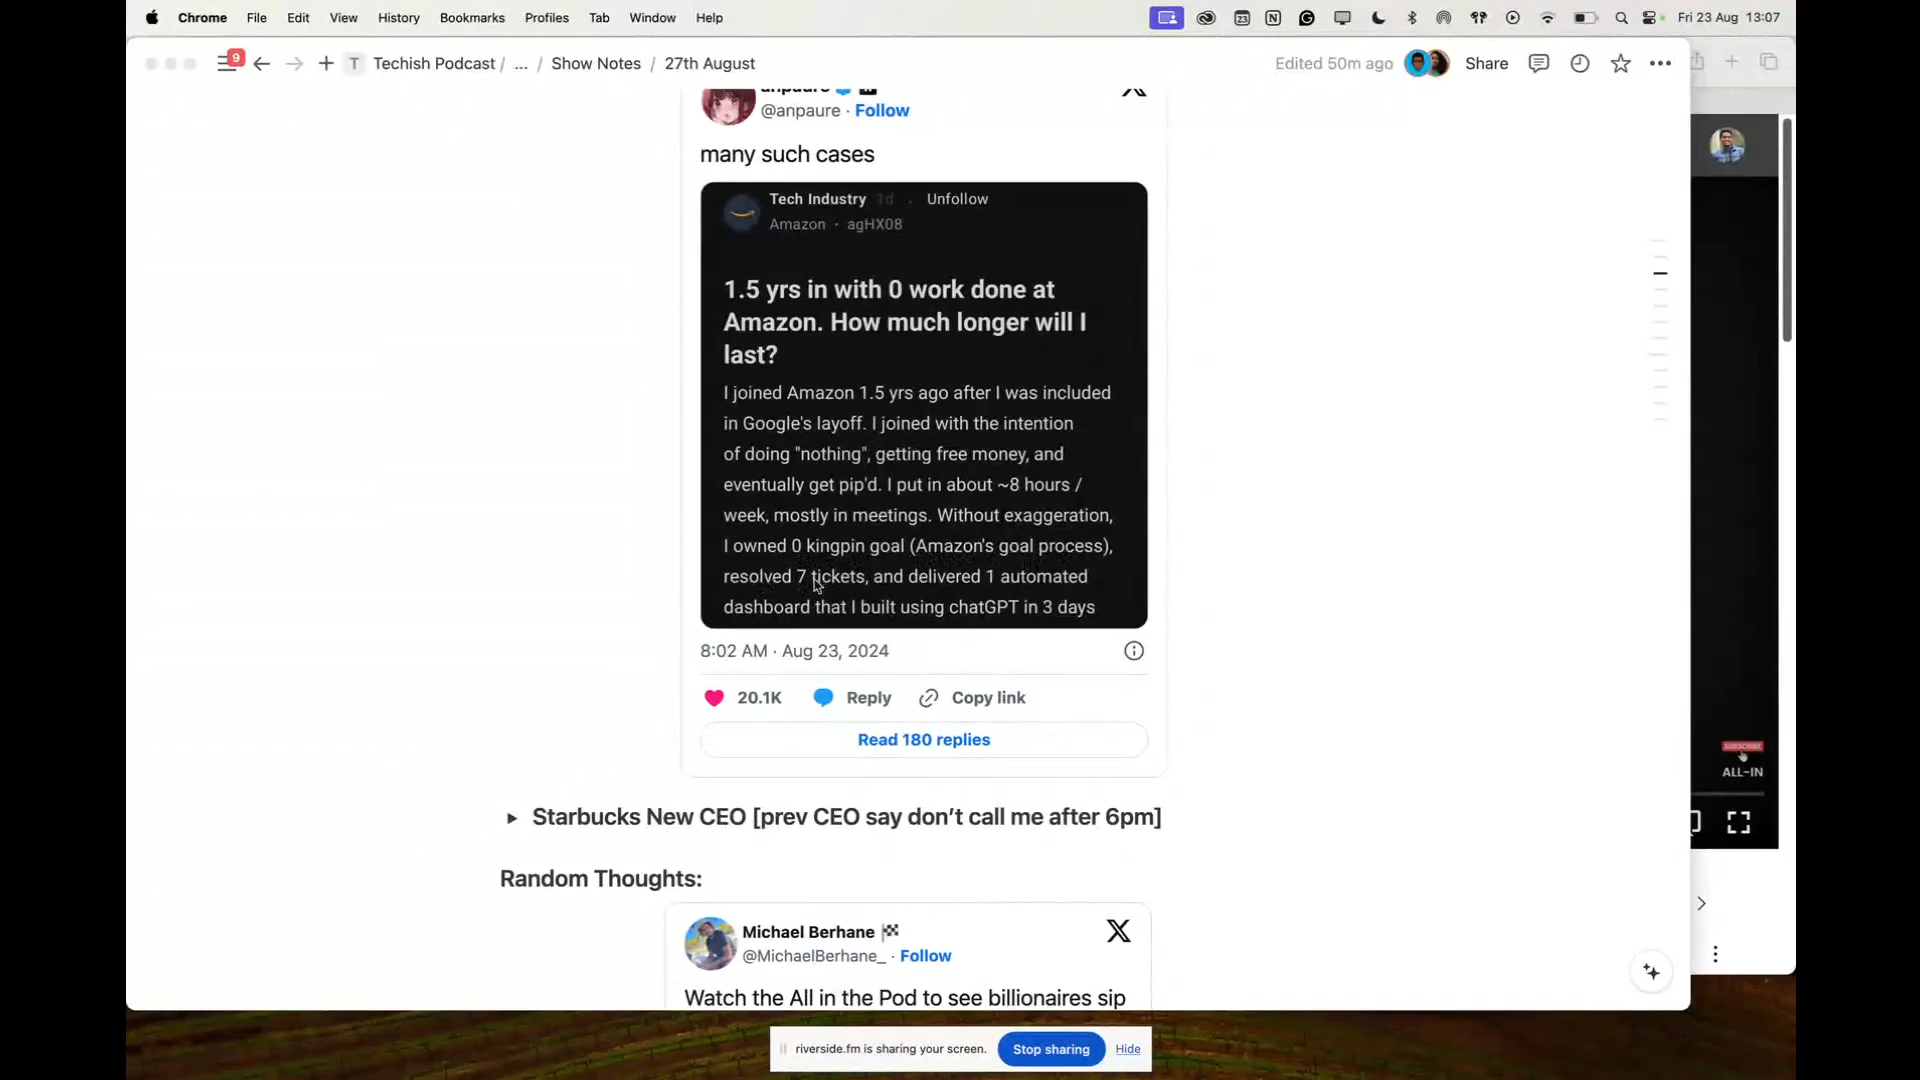 Chrome File Edit View History Bookmarks Profiles Tab Window Help Fri 23 Aug 13:07
9 T Techish Podcast / ... / Show Notes / 27th August Edited 50m ago Share
@anpaure · Follow
many such cases
Tech Industry 1d · Unfollow
Amazon · agHX08
1.5 yrs in with 0 work done at
Amazon. How much longer will I
last?
I joined Amazon 1.5 yrs ago after I was included
in Google's layoff. I joined with the intention
of doing "nothing", getting free money, and
eventually get pip'd. I put in about ~8 hours /
week, mostly in meetings. Without exaggeration,
I owned 0 kingpin goal (Amazon's goal process),
resolved 7 tickets, and delivered 1 automated
dashboard that I built using chatGPT in 3 days
8:02 AM · Aug 23, 2024
20.1K Reply Copy link
Read 180 replies
SUBSCRIBE
ALL-IN
Starbucks New CEO [prev CEO say don’t call me after 6pm]
Random Thoughts:
Michael Berhane
@MichaelBerhane_ · Follow
Watch the All in the Pod to see billionaires sip
riverside.fm is sharing your screen. Stop sharing Hide